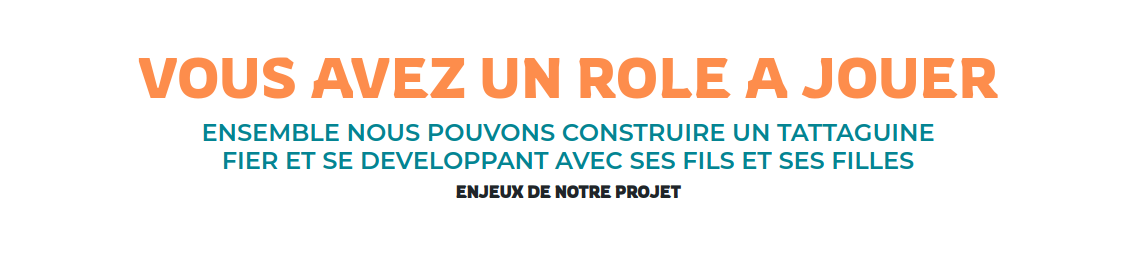 VOUS AVEZ UN ROLE A JOUER
ENSEMBLE NOUS POUVONS CONSTRUIRE UN TATTAGUINE
FIER ET SE DEVELOPPANT AVEC SES FILS ET SES FILLES
ENJEUX DE NOTRE PROJET